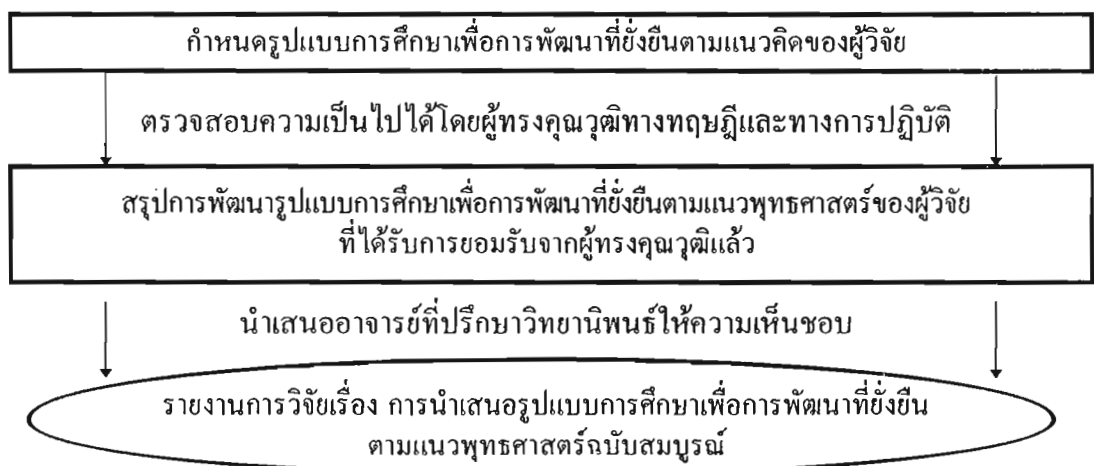 กำหนดรูปแบบการศึกษาเพื่อการพัฒนาที่ยั่งยืนตามแนวคิดของผู้วิจัย
ตรวจสอบความเป็นไปได้โดยผู้ทรงคุณวุฒิทางทฤษฎีและทางการปฏิบัติ
สรุปการพัฒนารูปแบบการศึกษาเพื่อการพัฒนาที่ยั่งยืนตามแนวพุทธศาสตร์ของผู้วิจัย
ที่ได้รับการยอมรับจากผู้ทรงคุณวุฒิแล้ว
นำเสนออาจารย์ที่ปรึกษาวิทยานิพนธ์ให้ความเห็นชอบ
รายงานการวิจัยเรื่อง การนำเสนอรูปแบบการศึกษาเพื่อการพัฒนาที่ยั่งยืน
ตามแนวพุทธศาสตร์ฉบับสมบูรณ์